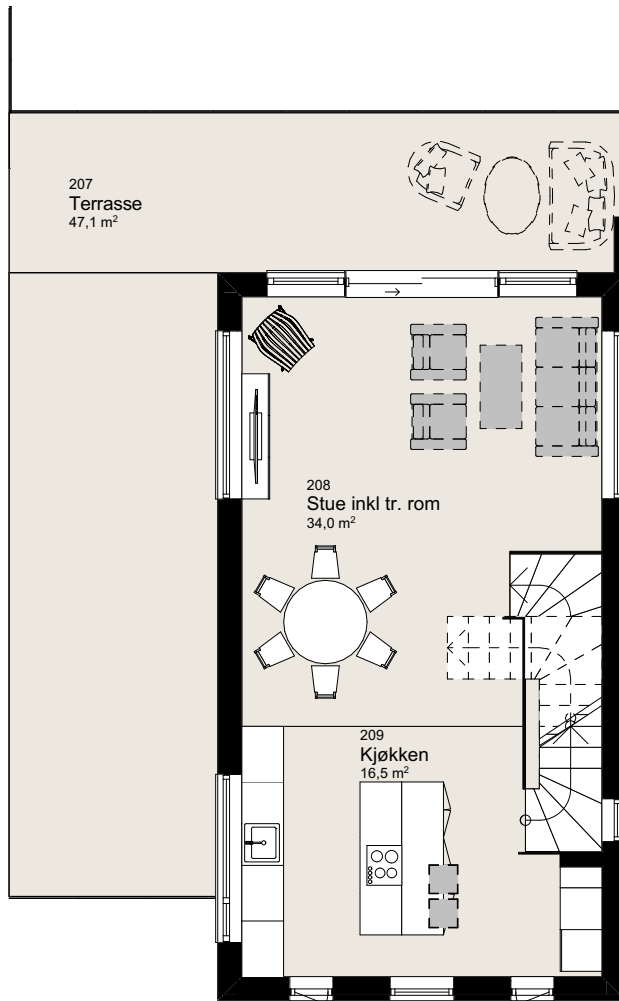 207
Terrasse
47,1 m²
208
Stue inkl tr. rom
34,0 m²
209
Kjøkken
16,5 m²